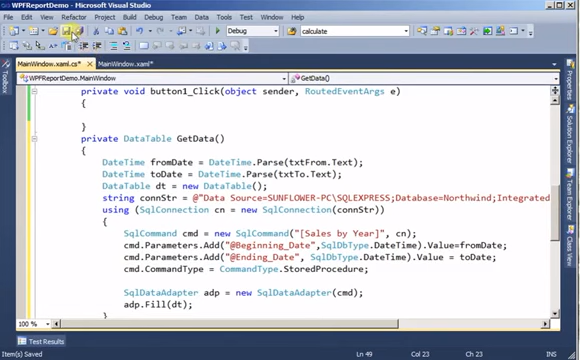 WPFReportDemo - Microsoft Visual Studio
File Edit View Refactor Project Build Debug Team Data Tools Test Window Help
Debug calculate
MainWindow.xaml.cs* MainWindow.xaml*
WPFReportDemo.MainWindow GetData()
private void button1_Click(object sender, RoutedEventArgs e)
{
}
private DataTable GetData()
{
DateTime fromDate = DateTime.Parse(txtFrom.Text);
DateTime toDate = DateTime.Parse(txtTo.Text);
DataTable dt = new DataTable();
string connStr = @"Data Source=SUNFLOWER-PC\SQLEXPRESS;Database=Northwind;Integrated
using (SqlConnection cn = new SqlConnection(connStr))
{
SqlCommand cmd = new SqlCommand("[Sales by Year]", cn);
cmd.Parameters.Add("@Beginning_Date",SqlDbType.DateTime).Value=fromDate;
cmd.Parameters.Add("@Ending_Date", SqlDbType.DateTime).Value = toDate;
cmd.CommandType = CommandType.StoredProcedure;
SqlDataAdapter adp = new SqlDataAdapter(cmd);
adp.Fill(dt);
}
100 %
Test Results
Item(s) Saved Ln 49 Col 23 Ch 23 INS
Toolbox
Properties
Solution Explorer
Team Explorer
Class View